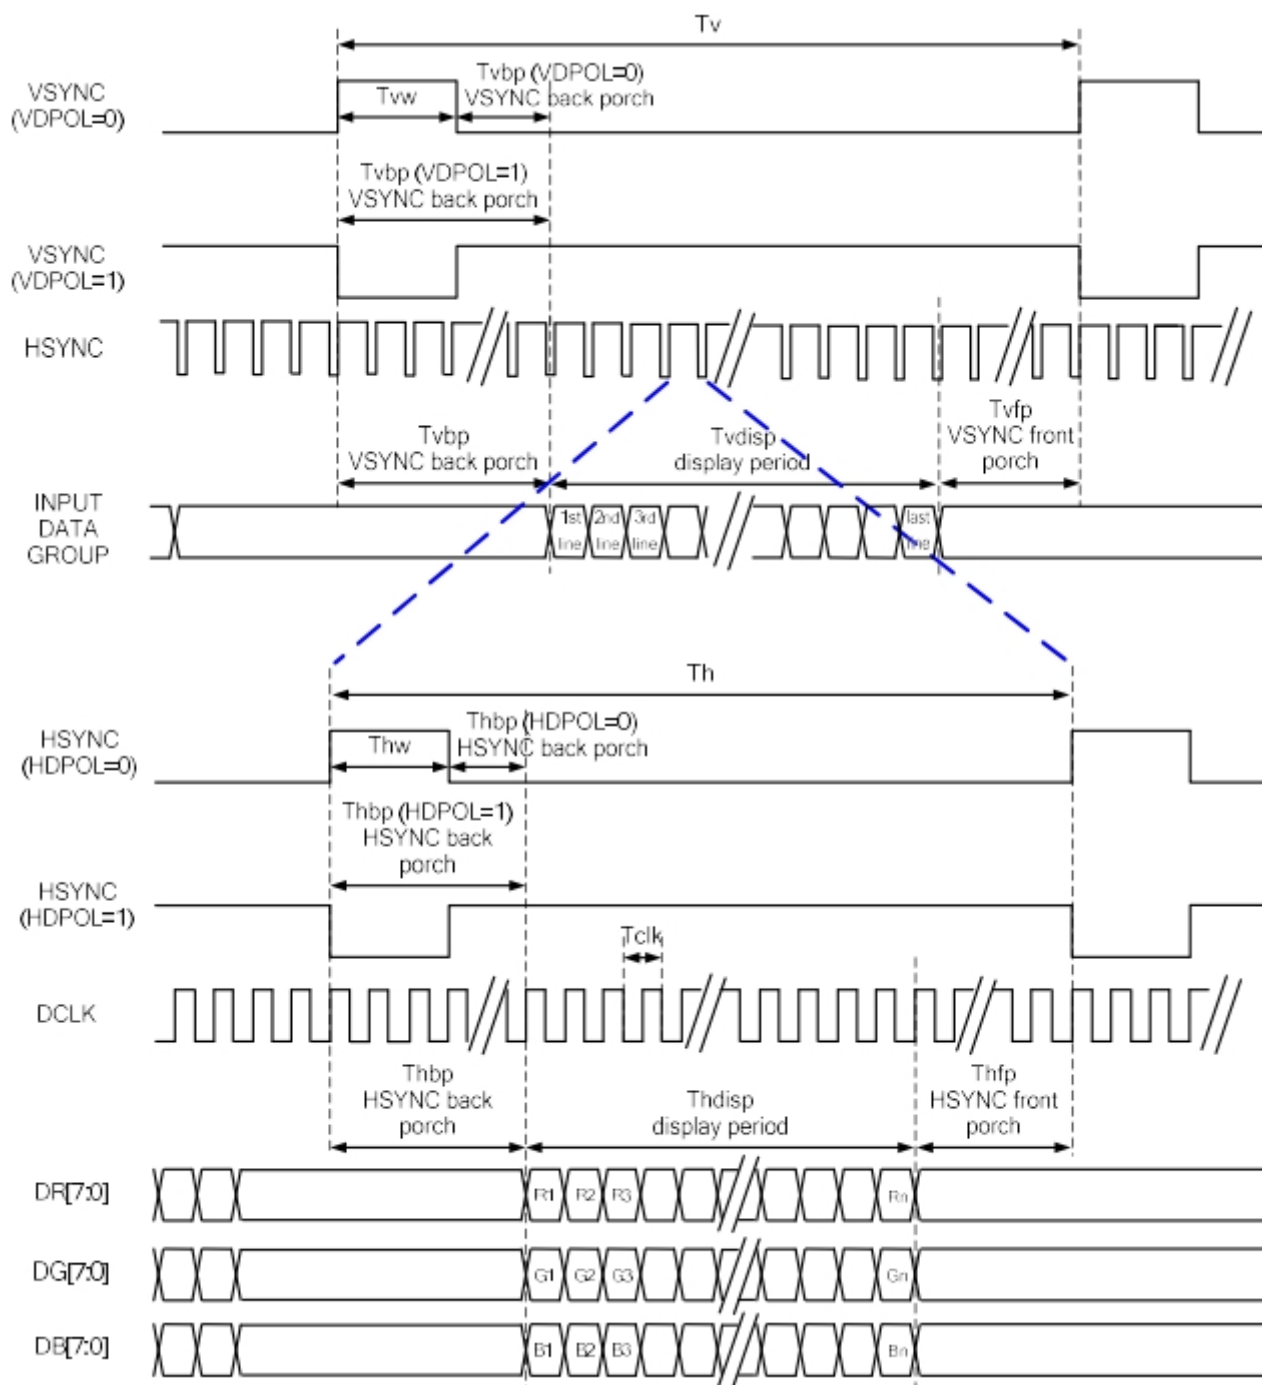 Tv
VSYNC
(VDPOL=0)
Tvw
Tvbp (VDPOL=0)
VSYNC back porch
Tvbp (VDPOL=1)
VSYNC back porch
VSYNC
(VDPOL=1)
HSYNC
Tvbp
VSYNC back porch
Tvdisp
display period
Tvfp
VSYNC front
porch
INPUT
DATA
GROUP
1st
line
2nd
line
3rd
line
last
line
Th
HSYNC
(HDPOL=0)
Thw
Thbp (HDPOL=0)
HSYNC back porch
Thbp (HDPOL=1)
HSYNC back
porch
HSYNC
(HDPOL=1)
Tclk
DCLK
Thbp
HSYNC back
porch
Thdisp
display period
Thfp
HSYNC front
porch
DR[7:0]
R1 R2 R3 Rn
DG[7:0]
G1 G2 G3 Gn
DB[7:0]
B1 B2 B3 Bn